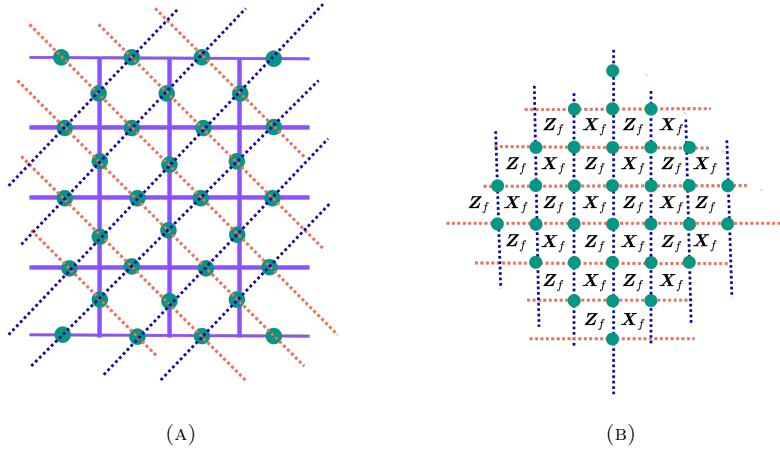 Z_f X_f Z_f X_f
Z_f X_f Z_f X_f Z_f X_f
Z_f X_f Z_f X_f Z_f X_f Z_f
Z_f X_f Z_f X_f Z_f X_f
Z_f X_f Z_f X_f
Z_f X_f
(A) (B)